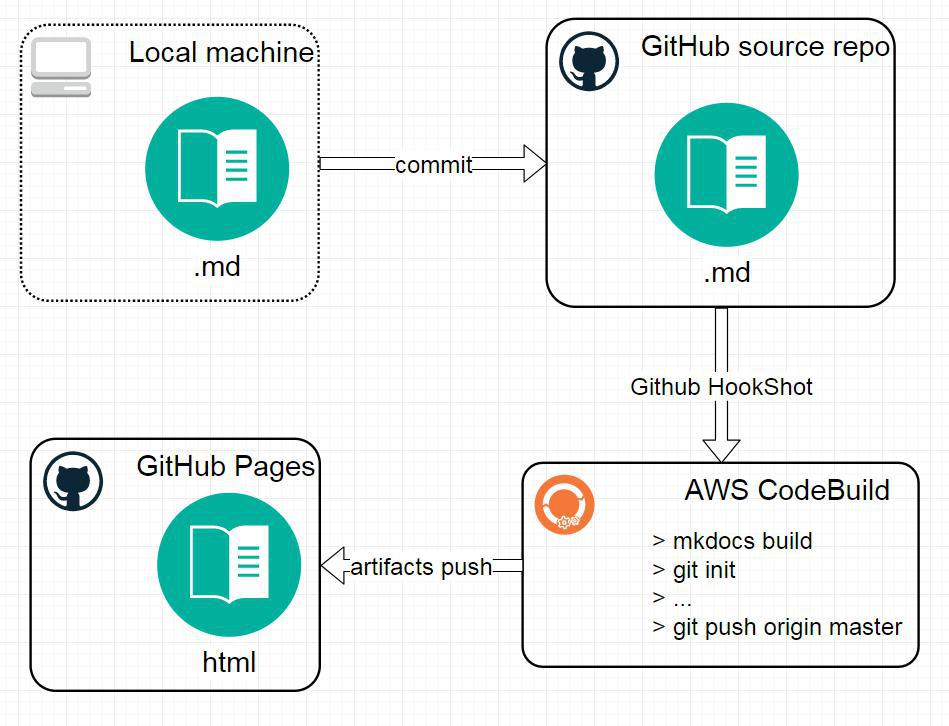 Local machine
.md
commit
GitHub source repo
.md
Github HookShot
AWS CodeBuild
> mkdocs build
> git init
> ...
> git push origin master
artifacts push
GitHub Pages
html